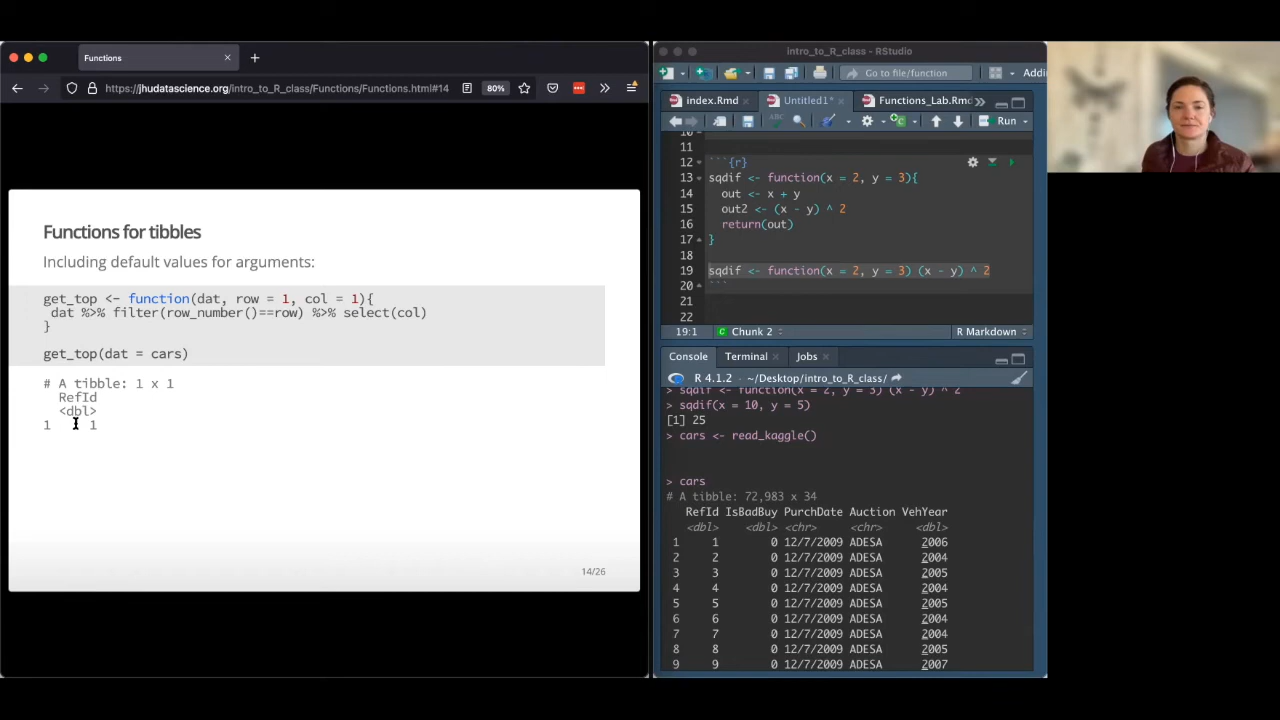 Functions
https://jhudatascience.org/intro_to_R_class/Functions/Functions.html#14
80%
Functions for tibbles
Including default values for arguments:
get_top <- function(dat, row = 1, col = 1){
dat %>% filter(row_number()==row) %>% select(col)
}
get_top(dat = cars)
# A tibble: 1 x 1
RefId
<dbl>
1 1
14/26
intro_to_R_class - RStudio
Go to file/function
Addi
index.Rmd
Untitled1*
Functions_Lab.Rmd
Run
10
11
12 ```{r}
13 sqdif <- function(x = 2, y = 3){
14 out <- x + y
15 out2 <- (x - y) ^ 2
16 return(out)
17 }
18
19 sqdif <- function(x = 2, y = 3) (x - y) ^ 2
20 ```
21
22
19:1 Chunk 2 R Markdown
Console Terminal Jobs
R 4.1.2 · ~/Desktop/intro_to_R_class/
> sqdif <- function(x = 2, y = 3) (x - y) ^ 2
> sqdif(x = 10, y = 5)
[1] 25
> cars <- read_kaggle()
> cars
# A tibble: 72,983 x 34
RefId IsBadBuy PurchDate Auction VehYear
<dbl> <dbl> <chr> <chr> <dbl>
1 1 0 12/7/2009 ADESA 2006
2 2 0 12/7/2009 ADESA 2004
3 3 0 12/7/2009 ADESA 2005
4 4 0 12/7/2009 ADESA 2004
5 5 0 12/7/2009 ADESA 2005
6 6 0 12/7/2009 ADESA 2004
7 7 0 12/7/2009 ADESA 2004
8 8 0 12/7/2009 ADESA 2005
9 9 0 12/7/2009 ADESA 2007